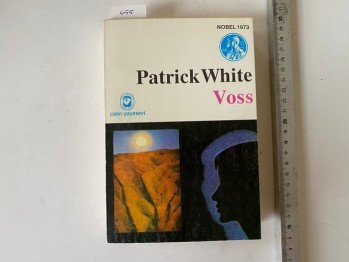 NOBEL 1973
Patrick White
Voss
cem yayınevi